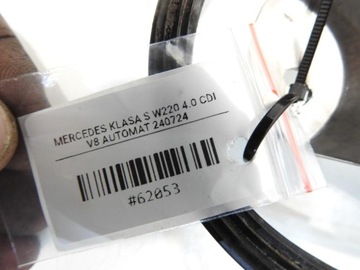 MERCEDES KLASA S W220 4.0 CDI
V8 AUTOMAT 240724
#62053